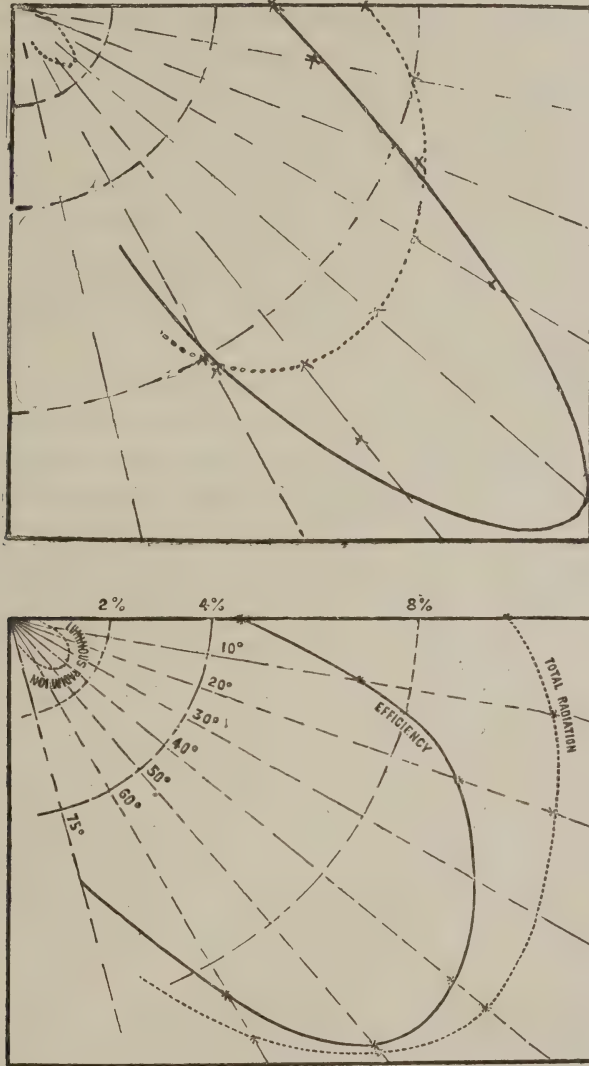 2% 4% 8%
LUMINOUS RADIATION
10°
20°
30°
40°
50°
60°
75°
EFFICIENCY
TOTAL RADIATION